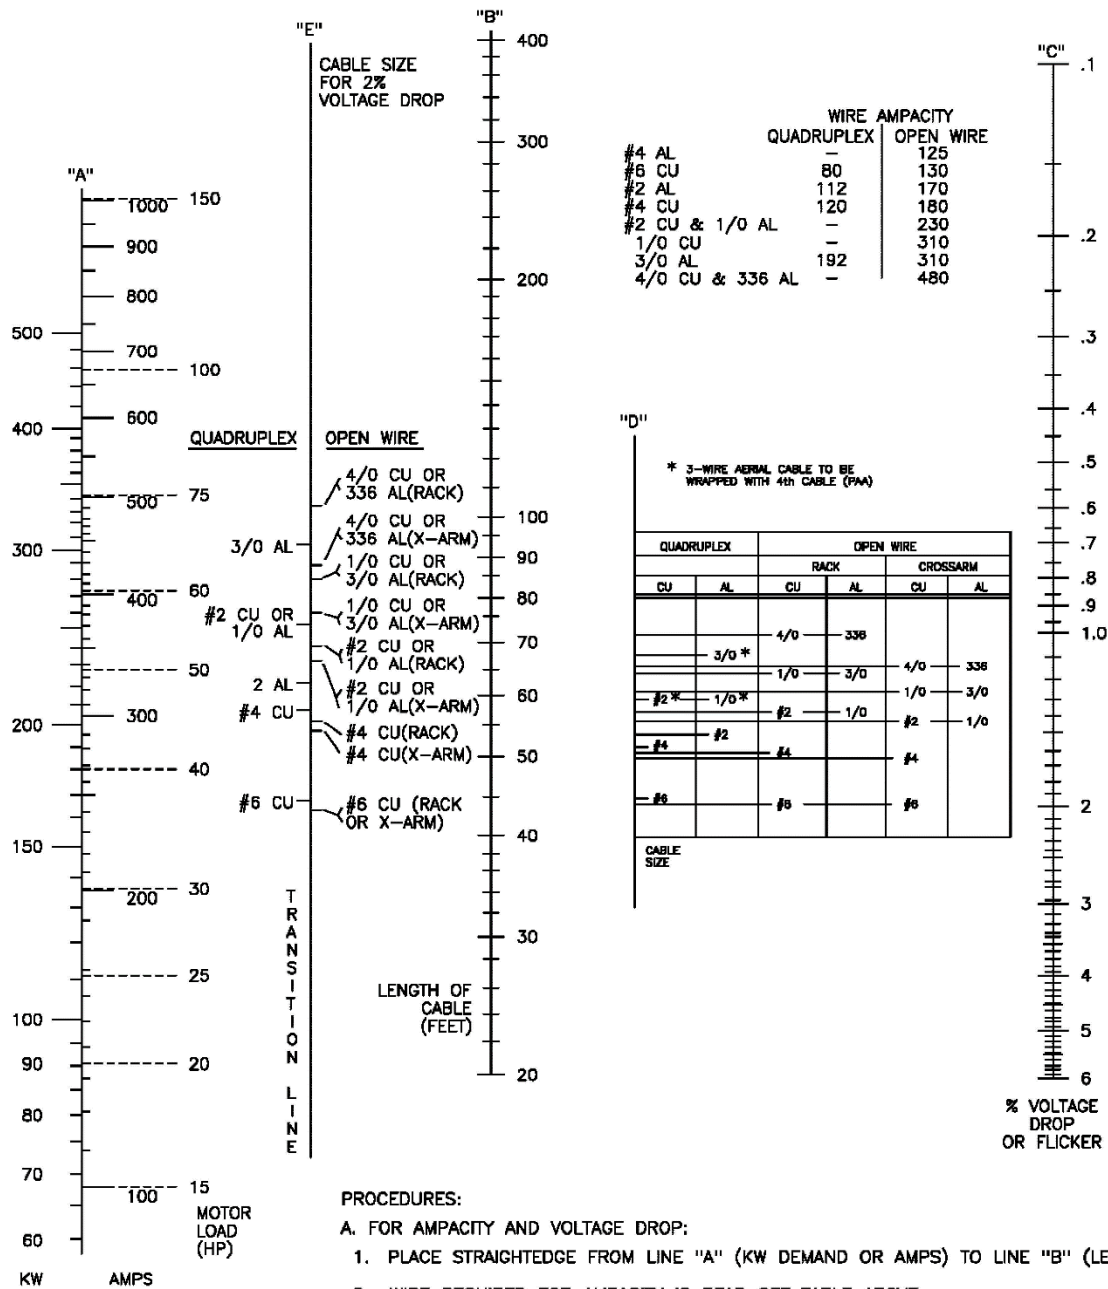 "A"
1000
150
900
800
500
700
100
600
400
500
75
300
400
60
50
300
200
40
150
200
30
25
100
90
20
80
70
100
15
60
KW
AMPS
MOTOR
LOAD
(HP)
"E"
CABLE SIZE
FOR 2%
VOLTAGE DROP
QUADRUPLEX
OPEN WIRE
4/0 CU OR
336 AL(RACK)
3/0 AL
4/0 CU OR
336 AL(X-ARM)
1/0 CU OR
3/0 AL(RACK)
#2 CU OR
1/0 AL
1/0 CU OR
3/0 AL(X-ARM)
#2 CU OR
1/0 AL(RACK)
2 AL
#2 CU OR
1/0 AL(X-ARM)
#4 CU
#4 CU(RACK)
#4 CU(X-ARM)
#6 CU
#6 CU (RACK
OR X-ARM)
TRANSITION LINE
"B"
400
300
200
100
90
80
70
60
50
40
30
20
LENGTH OF
CABLE
(FEET)
WIRE AMPACITY
QUADRUPLEX OPEN WIRE
#4 AL – 125
#6 CU 80 130
#2 AL 112 170
#4 CU 120 180
#2 CU & 1/0 AL – 230
1/0 CU – 310
3/0 AL 192 310
4/0 CU & 336 AL – 480
"D"
* 3-WIRE AERIAL CABLE TO BE
WRAPPED WITH 4th CABLE (PAA)
QUADRUPLEX OPEN WIRE
RACK CROSSARM
CU AL CU AL CU AL
4/0 336
3/0 *
4/0 336
1/0 3/0
1/0 3/0
#2 * 1/0 *
#2 1/0
#2 1/0
#2
#4
#4
#4
#6
#6 #6
CABLE
SIZE
"C"
.1
.2
.3
.4
.5
.6
.7
.8
.9
1.0
2
3
4
5
6
% VOLTAGE
DROP
OR FLICKER
PROCEDURES:
A. FOR AMPACITY AND VOLTAGE DROP:
1. PLACE STRAIGHTEDGE FROM LINE "A" (KW DEMAND OR AMPS) TO LINE "B" (LE